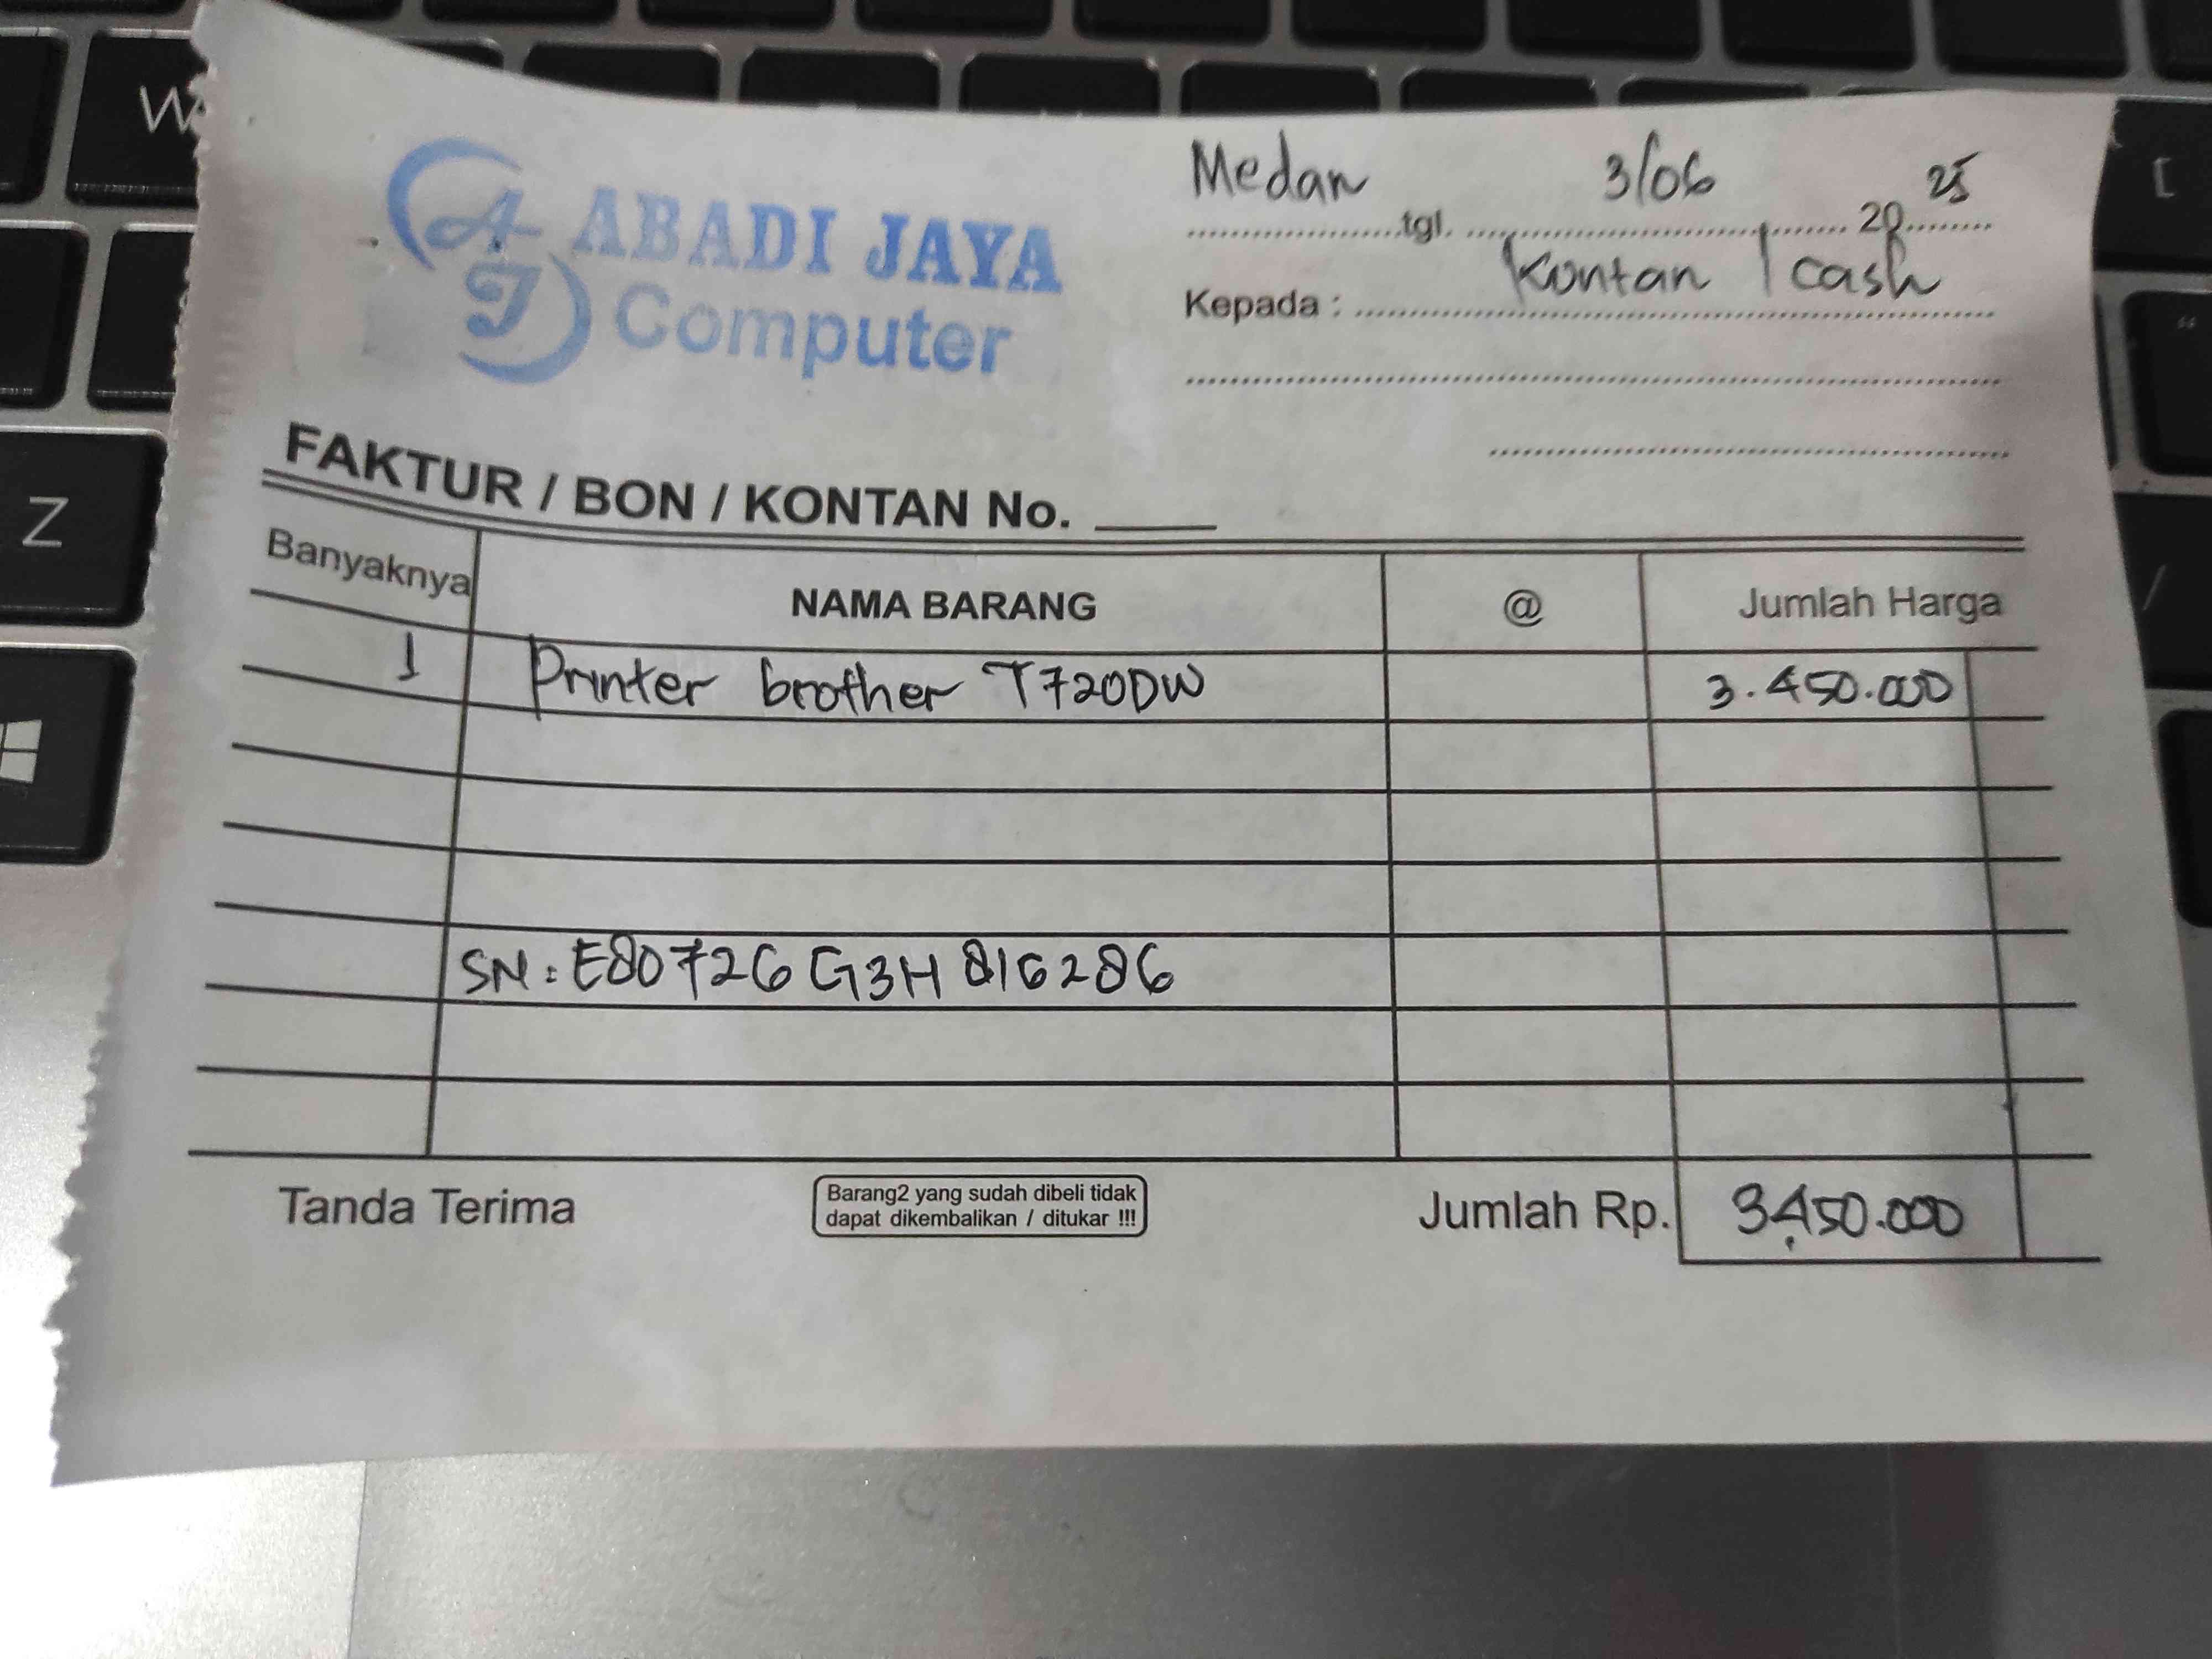 AJ ABADI JAYA
Computer
Medan tgl. 3/06 2025
Kepada : Kontan / cash
FAKTUR / BON / KONTAN No.
Banyaknya NAMA BARANG @ Jumlah Harga
1 Printer brother T720DW 3.450.000
SN : E80726G3H816286
Tanda Terima
Barang2 yang sudah dibeli tidak
dapat dikembalikan / ditukar !!!
Jumlah Rp. 3.450.000
W
Z
[
"
/